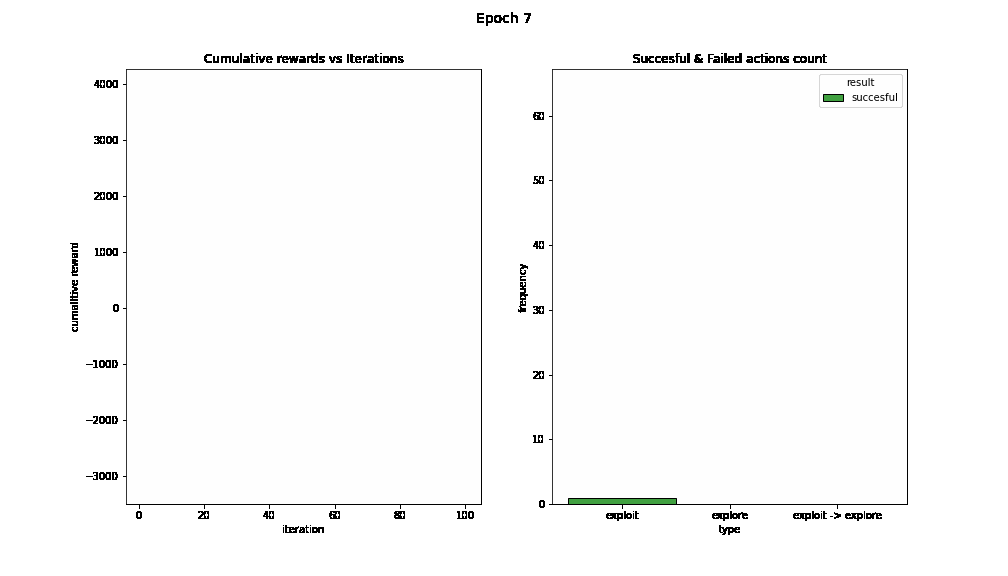 Epoch 7
Cumulative rewards vs Iterations
4000
3000
2000
1000
0
−1000
−2000
−3000
cumalitive reward
0 20 40 60 80 100
iteration
Succesful & Failed actions count
result
succesful
60
50
40
30
20
10
0
frequency
exploit explore exploit -> explore
type